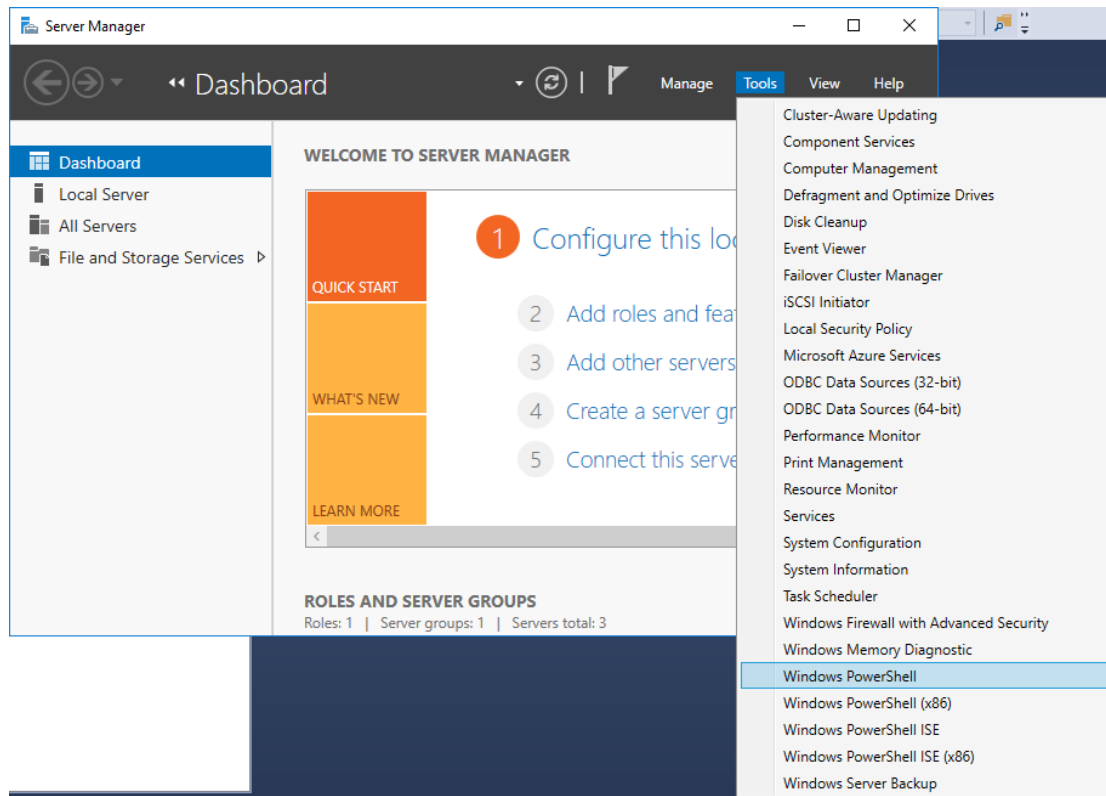 Server Manager
Dashboard
Manage
Tools
View
Help
Dashboard
Local Server
All Servers
File and Storage Services
WELCOME TO SERVER MANAGER
QUICK START
WHAT'S NEW
LEARN MORE
1 Configure this lo
2 Add roles and fea
3 Add other servers
4 Create a server gr
5 Connect this serve
ROLES AND SERVER GROUPS
Roles: 1 | Server groups: 1 | Servers total: 3
Cluster-Aware Updating
Component Services
Computer Management
Defragment and Optimize Drives
Disk Cleanup
Event Viewer
Failover Cluster Manager
iSCSI Initiator
Local Security Policy
Microsoft Azure Services
ODBC Data Sources (32-bit)
ODBC Data Sources (64-bit)
Performance Monitor
Print Management
Resource Monitor
Services
System Configuration
System Information
Task Scheduler
Windows Firewall with Advanced Security
Windows Memory Diagnostic
Windows PowerShell
Windows PowerShell (x86)
Windows PowerShell ISE
Windows PowerShell ISE (x86)
Windows Server Backup